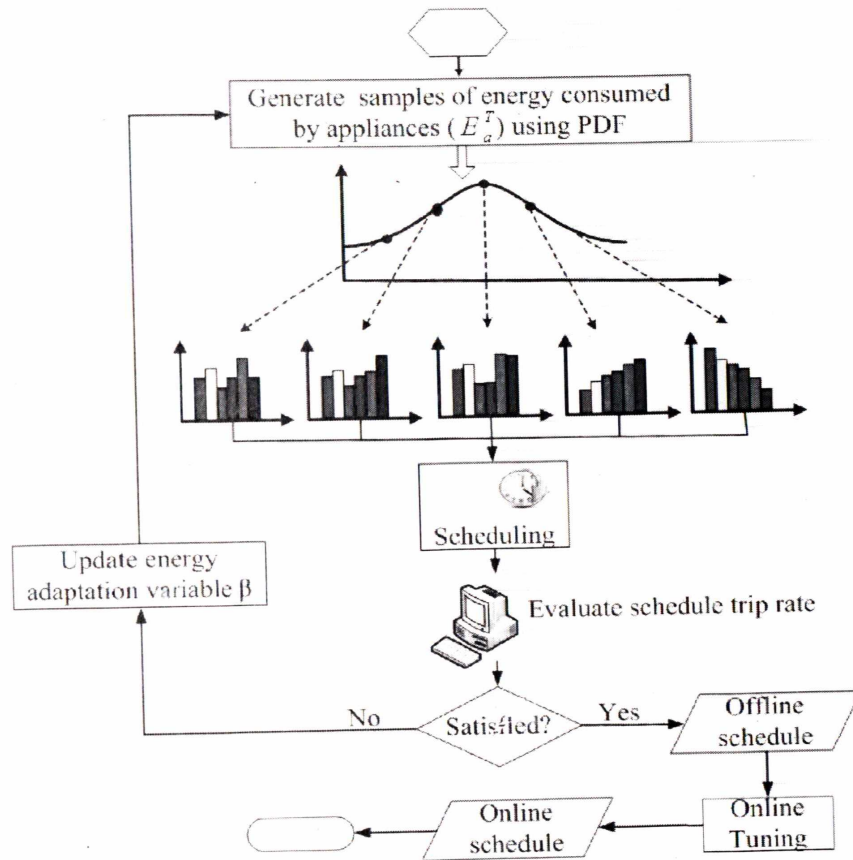 Generate samples of energy consumed
by appliances (E_a^T) using PDF
Scheduling
Update energy
adaptation variable β
Evaluate schedule trip rate
No
Satisfied?
Yes
Offline
schedule
Online
schedule
Online
Tuning